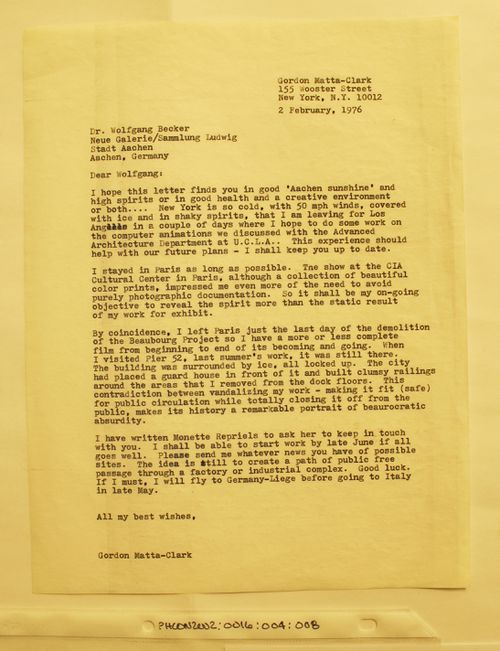 Gordon Matta-Clark
155 Wooster Street
New York, N.Y. 10012
2 February, 1976
Dr. Wolfgang Becker
Neue Galerie/Sammlung Ludwig
Stadt Aachen
Aachen, Germany
Dear Wolfgang:
I hope this letter finds you in good 'Aachen sunshine' and
high spirits or in good health and a creative environment
or both.... New York is so cold, with 50 mph winds, covered
with ice and in shaky spirits, that I am leaving for Los
Angeles in a couple of days where I hope to do some work on
the computer animations we discussed with the Advanced
Architecture Department at U.C.L.A.. This experience should
help with our future plans - I shall keep you up to date.
I stayed in Paris as long as possible. The show at the CIA
Cultural Center in Paris, although a collection of beautiful
color prints, impressed me even more of the need to avoid
purely photographic documentation. So it shall be my on-going
objective to reveal the spirit more than the static result
of my work for exhibit.
By coincidence, I left Paris just the last day of the demolition
of the Beaubourg Project so I have a more or less complete
film from beginning to end of its becoming and going. When
I visited Pier 52, last summer's work, it was still there.
The building was surrounded by ice, all looked up. The city
had placed a guard house in front of it and built clumsy railings
around the areas that I removed from the dock floors. This
contradiction between vandalizing my work - making it fit (safe)
for public circulation while totally closing it off from the
public, makes its history a remarkable portrait of beaurocratic
absurdity.
I have written Monette Repriels to ask her to keep in touch
with you. I shall be able to start work by late June if all
goes well. Please send me whatever news you have of possible
sites. The idea is still to create a path of public free
passage through a factory or industrial complex. Good luck.
If I must, I will fly to Germany-Liege before going to Italy
in late May.
All my best wishes,
Gordon Matta-Clark
PHCON2002:0016:004:008